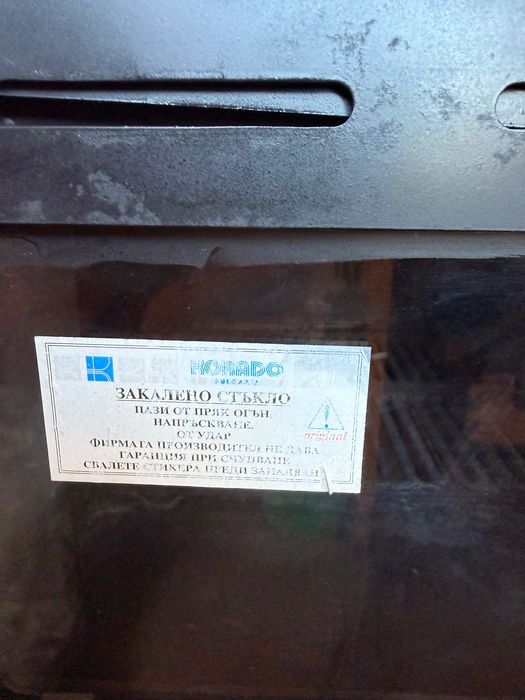 KORADO
BULGARIA
ЗАКАЛЕНО СТЪКЛО
ПАЗИ ОТ ПРЯК ОГЪН,
НАПРЪСКВАНЕ,
ОТ УДАР
ФИРМАТА ПРОИЗВОДИТЕЛ НЕ ДАВА
ГАРАНЦИЯ ПРИ СЧУПВАНЕ
СВАЛЕТЕ СТИКЕРА ПРЕДИ ЗАПАЛВАНЕ
original